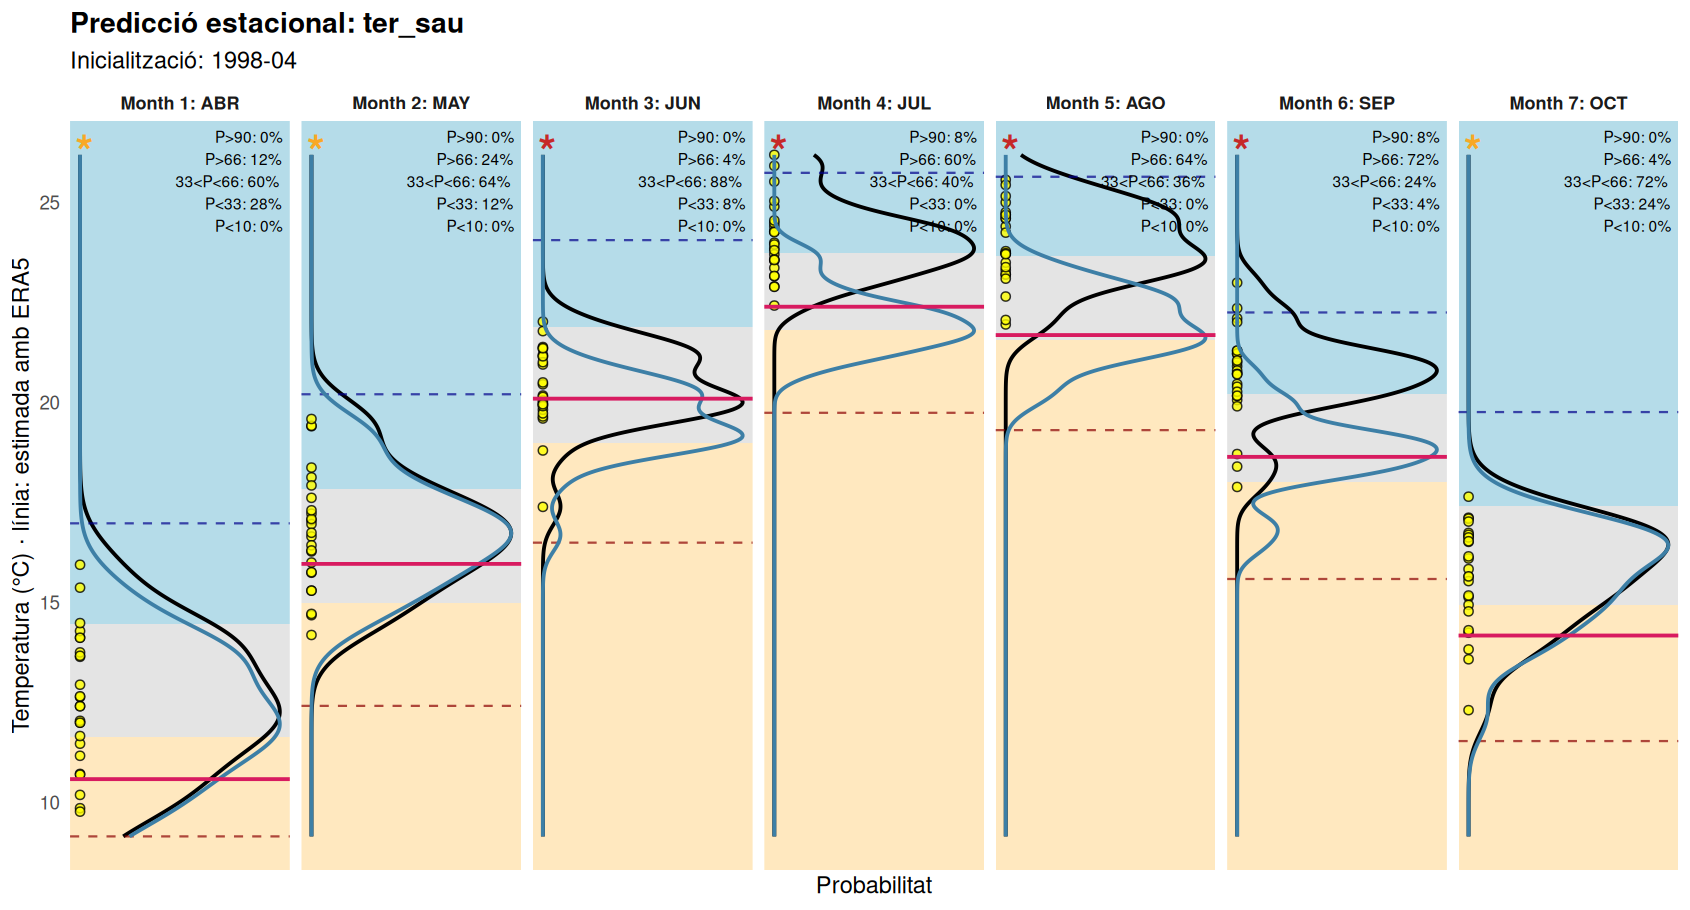 Predicció estacional: ter_sau
Inicialització: 1998-04
Month 1: ABR
Month 2: MAY
Month 3: JUN
Month 4: JUL
Month 5: AGO
Month 6: SEP
Month 7: OCT
P>90: 0%
P>66: 12%
33<P<66: 60%
P<33: 28%
P<10: 0%
P>90: 0%
P>66: 24%
33<P<66: 64%
P<33: 12%
P<10: 0%
P>90: 0%
P>66: 4%
33<P<66: 88%
P<33: 8%
P<10: 0%
P>90: 8%
P>66: 60%
33<P<66: 40%
P<33: 0%
P<10: 0%
P>90: 0%
P>66: 64%
33<P<66: 36%
P<33: 0%
P<10: 0%
P>90: 8%
P>66: 72%
33<P<66: 24%
P<33: 4%
P<10: 0%
P>90: 0%
P>66: 4%
33<P<66: 72%
P<33: 24%
P<10: 0%
25
20
15
10
Temperatura (°C) · línia: estimada amb ERA5
Probabilitat